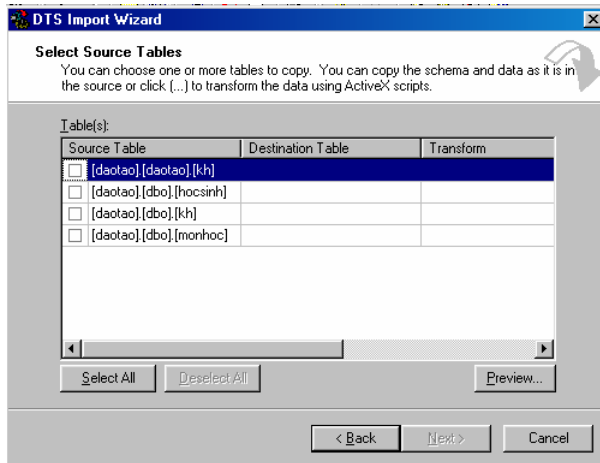 DTS Import Wizard
Select Source Tables
You can choose one or more tables to copy. You can copy the schema and data as it is in
the source or click (...) to transform the data using ActiveX scripts.
Table(s):
Source Table Destination Table Transform
[daotao].[daotao].[kh]
[daotao].[dbo].[hocsinh]
[daotao].[dbo].[kh]
[daotao].[dbo].[monhoc]
Select All Deselect All Preview...
< Back Next > Cancel